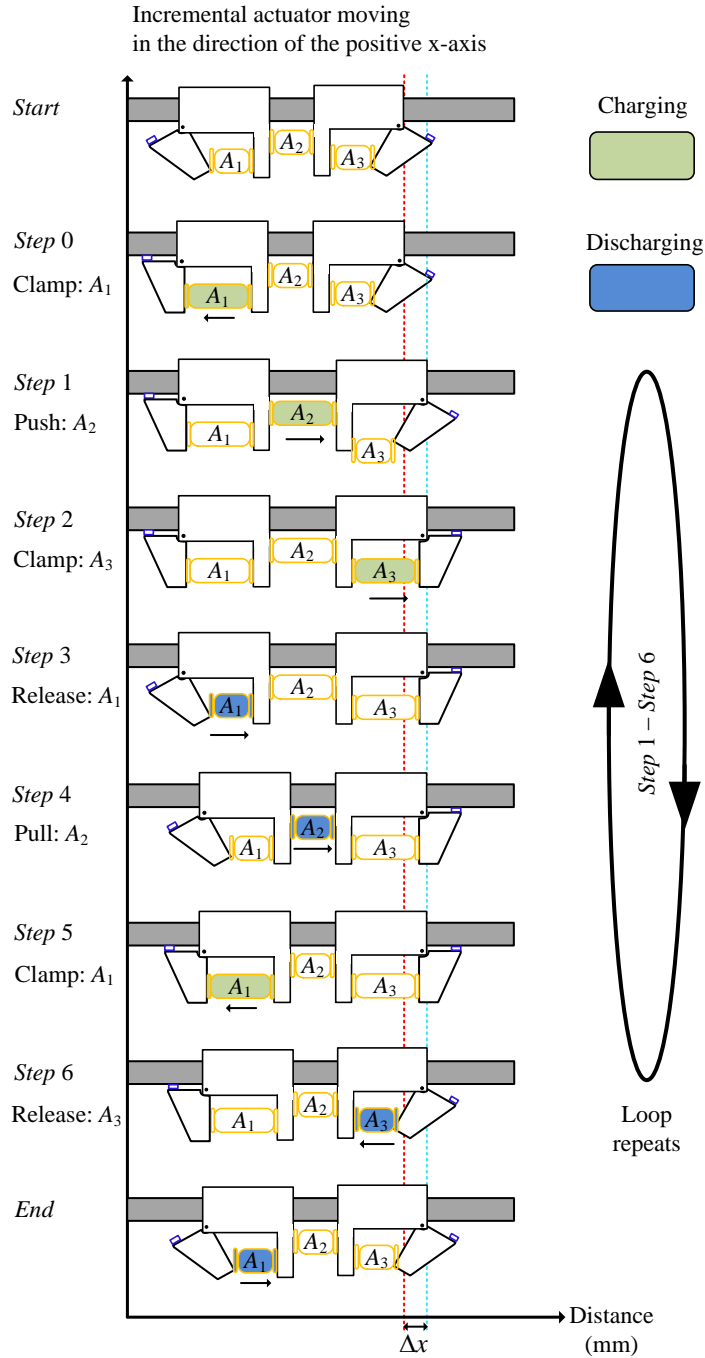 Incremental actuator moving
in the direction of the positive x-axis
Start
A1
A2
A3
Charging
Step 0
Clamp: A1
A1
A2
A3
Discharging
Step 1
Push: A2
A1
A2
A3
Step 2
Clamp: A3
A1
A2
A3
Step 3
Release: A1
A1
A2
A3
Step 1 – Step 6
Step 4
Pull: A2
A1
A2
A3
Step 5
Clamp: A1
A1
A2
A3
Step 6
Release: A3
A1
A2
A3
Loop
repeats
End
A1
A2
A3
Distance
(mm)
Δx